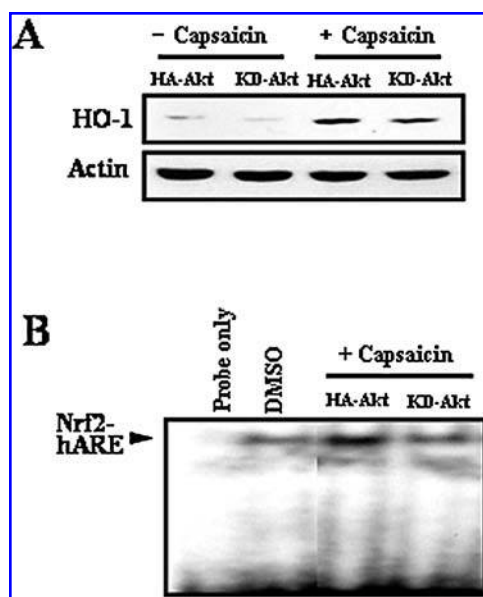 A
– Capsaicin + Capsaicin
HA-Akt KD-Akt HA-Akt KD-Akt
HO-1
Actin
B
Probe only
DMSO
+ Capsaicin
HA-Akt KD-Akt
Nrf2-
hARE